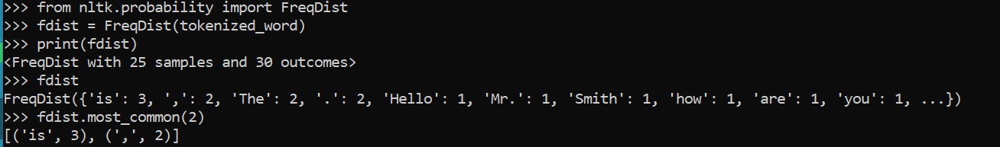 >>> from nltk.probability import FreqDist
>>> fdist = FreqDist(tokenized_word)
>>> print(fdist)
<FreqDist with 25 samples and 30 outcomes>
>>> fdist
FreqDist({'is': 3, ',': 2, 'The': 2, '.': 2, 'Hello': 1, 'Mr.': 1, 'Smith': 1, 'how': 1, 'are': 1, 'you': 1, ...})
>>> fdist.most_common(2)
[('is', 3), (',', 2)]